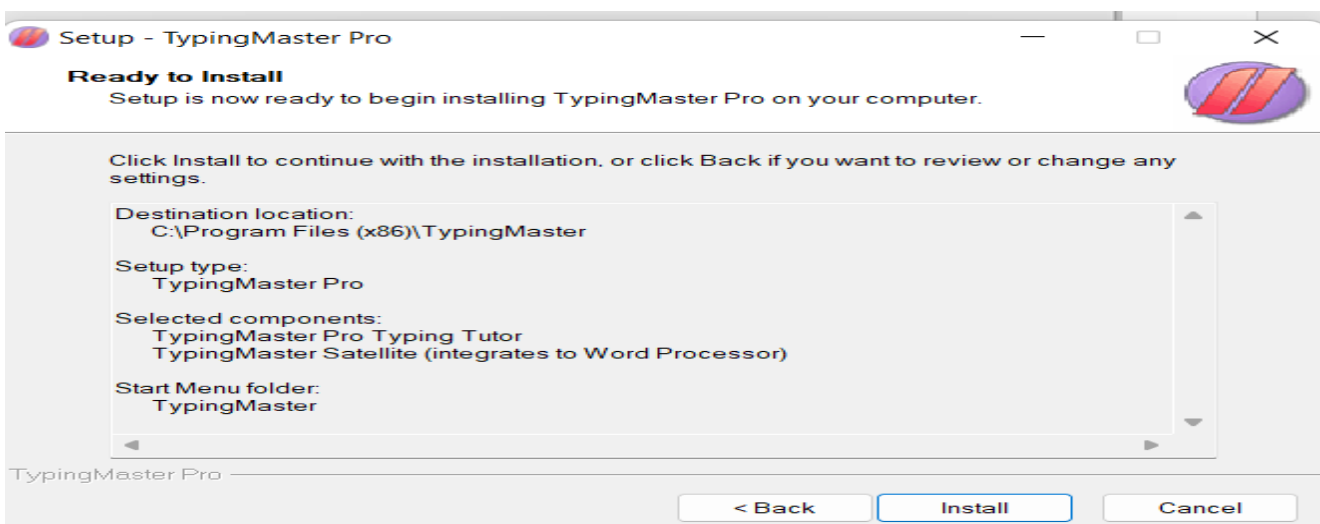 Setup - TypingMaster Pro
Ready to Install
Setup is now ready to begin installing TypingMaster Pro on your computer.
Click Install to continue with the installation, or click Back if you want to review or change any
settings.
Destination location:
C:\Program Files (x86)\TypingMaster
Setup type:
TypingMaster Pro
Selected components:
TypingMaster Pro Typing Tutor
TypingMaster Satellite (integrates to Word Processor)
Start Menu folder:
TypingMaster
TypingMaster Pro
< Back Install Cancel